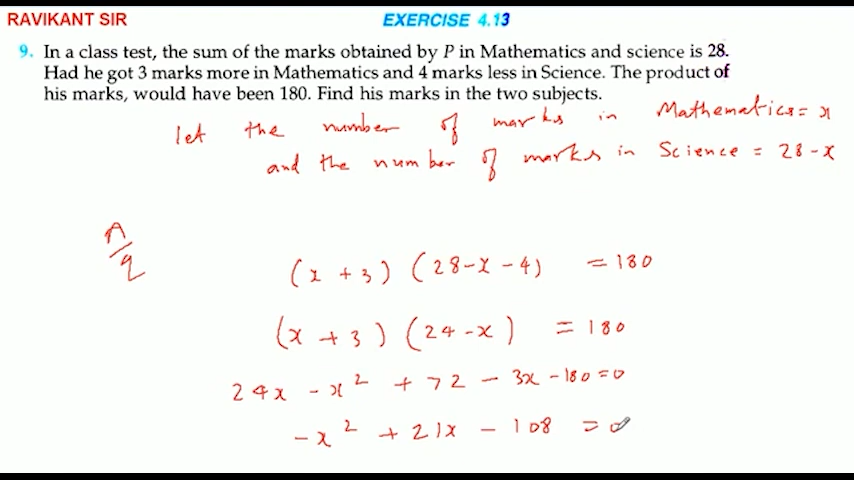 RAVIKANT SIR
EXERCISE 4.13
9. In a class test, the sum of the marks obtained by P in Mathematics and science is 28.
Had he got 3 marks more in Mathematics and 4 marks less in Science. The product of
his marks, would have been 180. Find his marks in the two subjects.
let the number of marks in Mathematics = x
and the number of marks in Science = 28-x
A/q
(x + 3) (28-x-4) = 180
(x + 3) (24-x) = 180
24x - x² + 72 - 3x - 180 = 0
-x² + 21x - 108 = 0